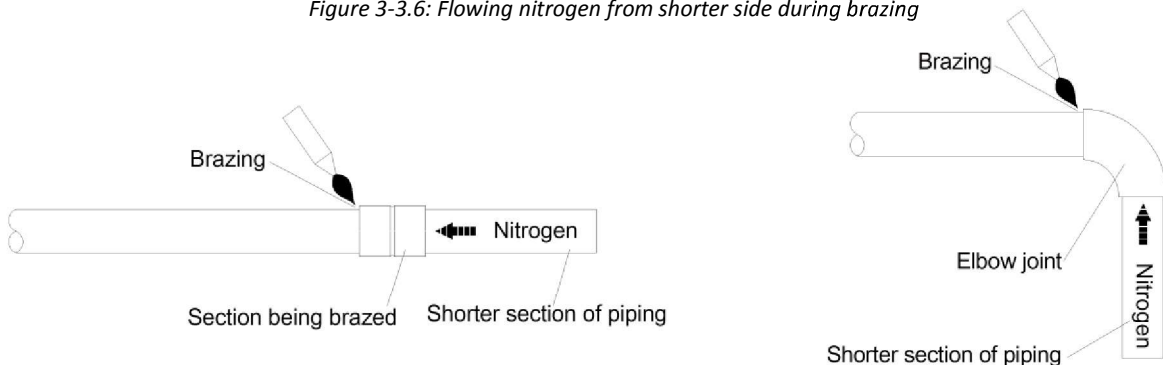 Figure 3-3.6: Flowing nitrogen from shorter side during brazing
Brazing
Nitrogen
Section being brazed
Shorter section of piping
Brazing
Elbow joint
Nitrogen
Shorter section of piping